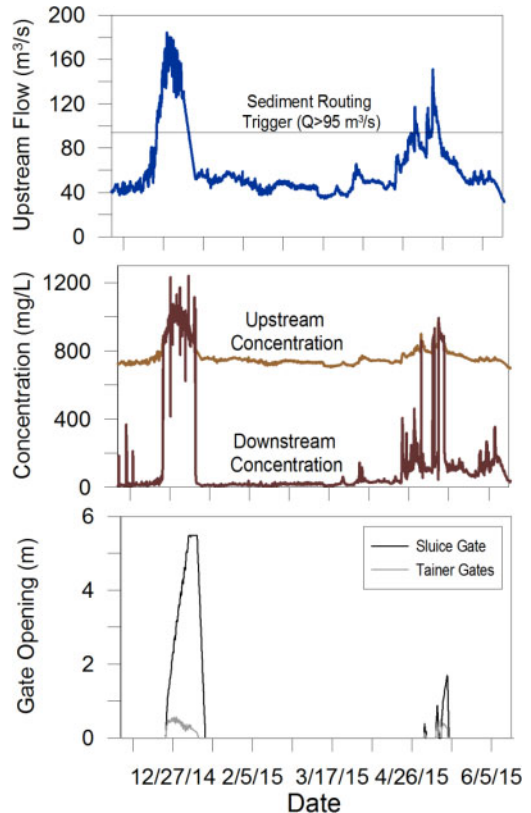 200
160
120
80
40
0
Upstream Flow (m³/s)
Sediment Routing
Trigger (Q>95 m³/s)
1200
800
400
0
Concentration (mg/L)
Upstream
Concentration
Downstream
Concentration
6
4
2
0
Gate Opening (m)
Sluice Gate
Tainer Gates
12/27/14 2/5/15 3/17/15 4/26/15 6/5/15
Date